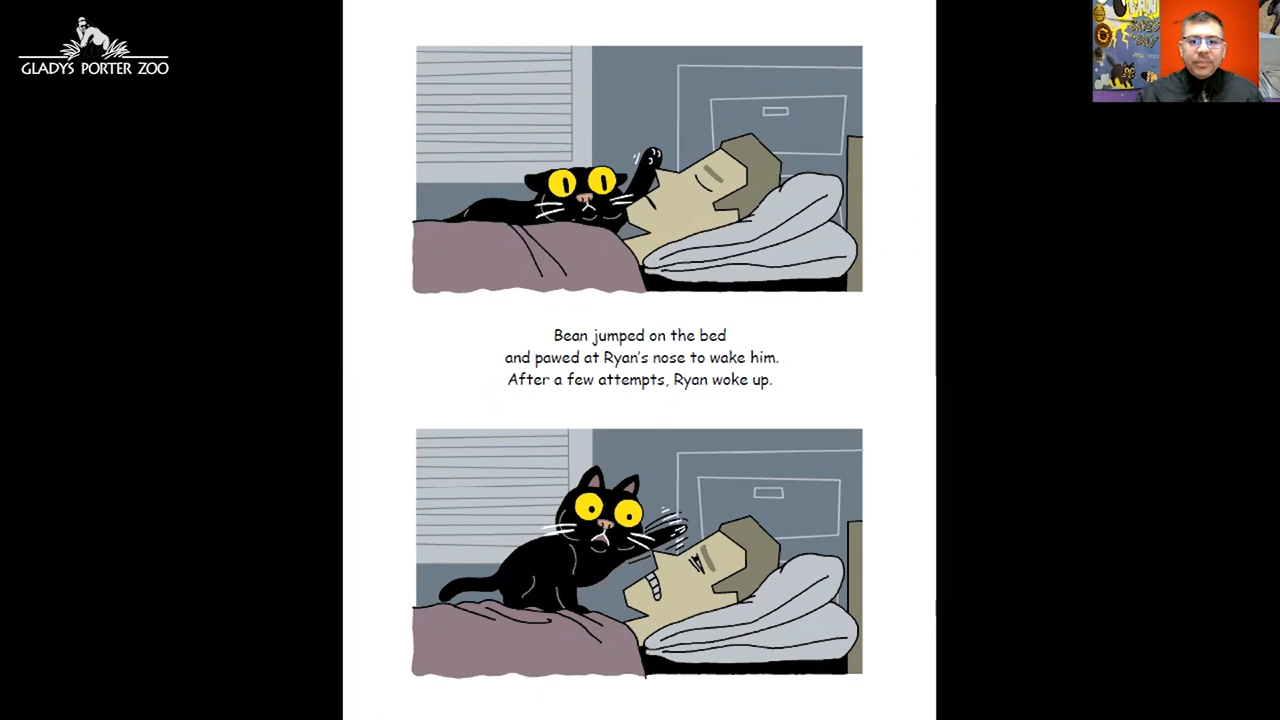 GLADYS PORTER ZOO
Bean jumped on the bed
and pawed at Ryan's nose to wake him.
After a few attempts, Ryan woke up.